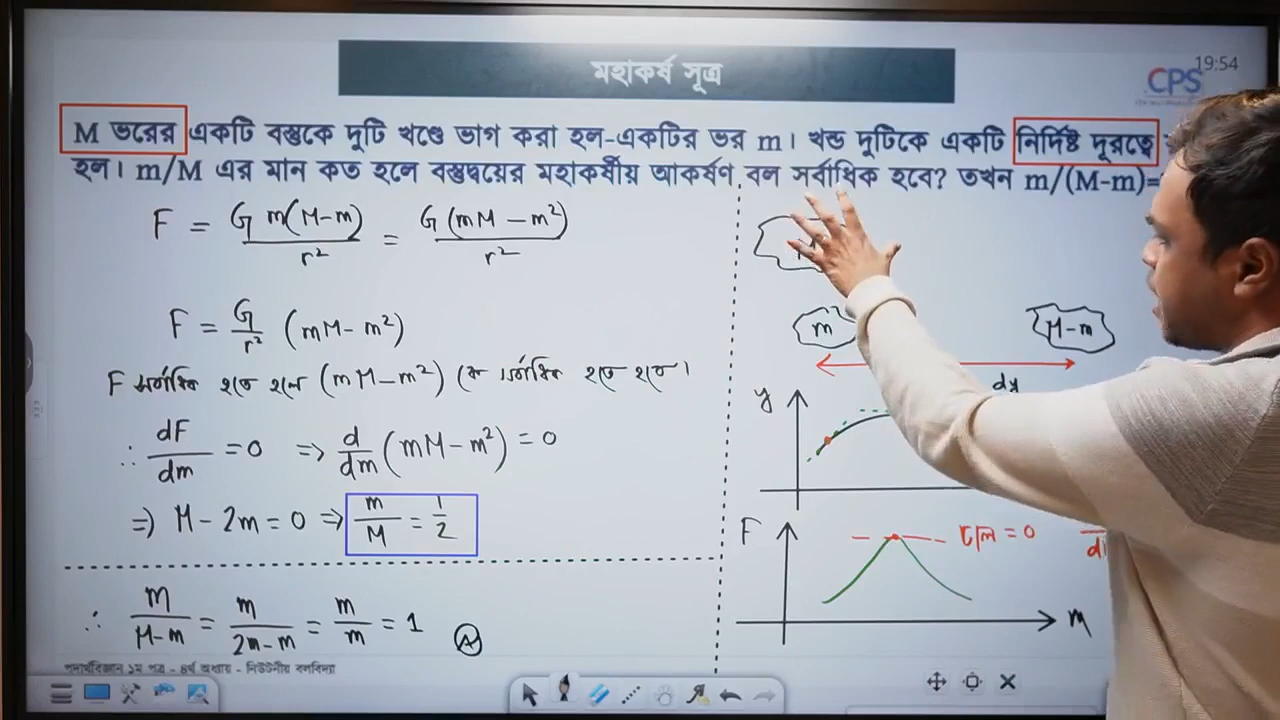 মহাকর্ষ সূত্র
CPS 19:54
M ভরের একটি বস্তুকে দুটি খণ্ডে ভাগ করা হল-একটির ভর m। খন্ড দুটিকে একটি নির্দিষ্ট দূরত্বে
হল। m/M এর মান কত হলে বস্তুদ্বয়ের মহাকর্ষীয় আকর্ষণ বল সর্বাধিক হবে? তখন m/(M-m)=
F = G m(M-m) / r² = G (mM - m²) / r²
F = G/r² (mM - m²)
F সর্বাধিক হতে হলে (mM - m²) কে সর্বাধিক হতে হবে।
∴ dF/dm = 0 ⇒ d/dm (mM - m²) = 0
⇒ M - 2m = 0 ⇒ m/M = 1/2
∴ m/M-m = m/2m-m = m/m = 1 (A)
m
M-m
y
F
ঢাল = 0
m
পদার্থবিজ্ঞান ১ম পত্র - ৪র্থ অধ্যায় - নিউটনীয় বলবিদ্যা